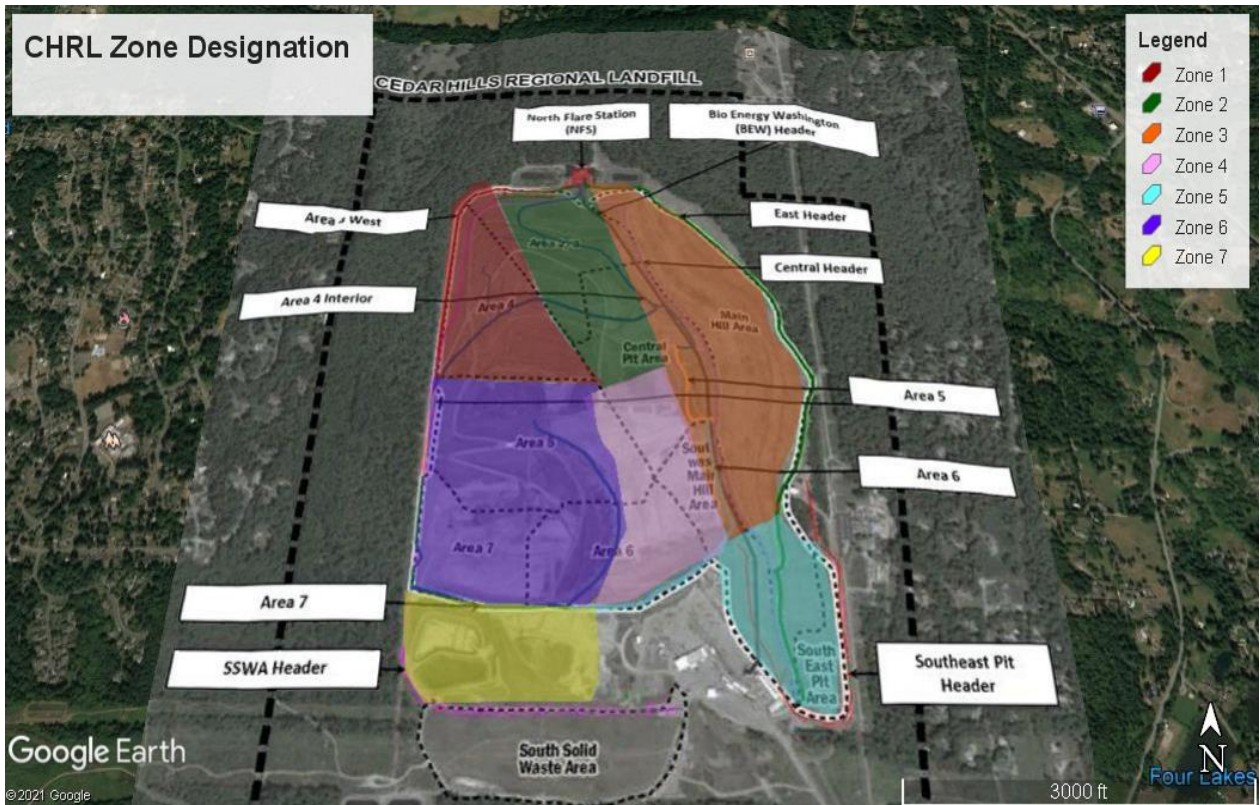 CHRL Zone Designation
Legend
Zone 1
Zone 2
Zone 3
Zone 4
Zone 5
Zone 6
Zone 7
CEDAR HILLS REGIONAL LANDFILL
North Flare Station
(NFS)
Bio Energy Washington
(BEW) Header
West
East Header
Central Header
Area 4 Interior
Area 4
Main
Hill Area
Central
Pit Area
Area 5
Area 5
Area 6
Hill
Area
Area 7
Area 6
Area 7
SSWA Header
South
East
Pit
Area
Southeast Pit
Header
South Solid
Waste Area
Google Earth
©2021 Google
N
Four Lakes
3000 ft